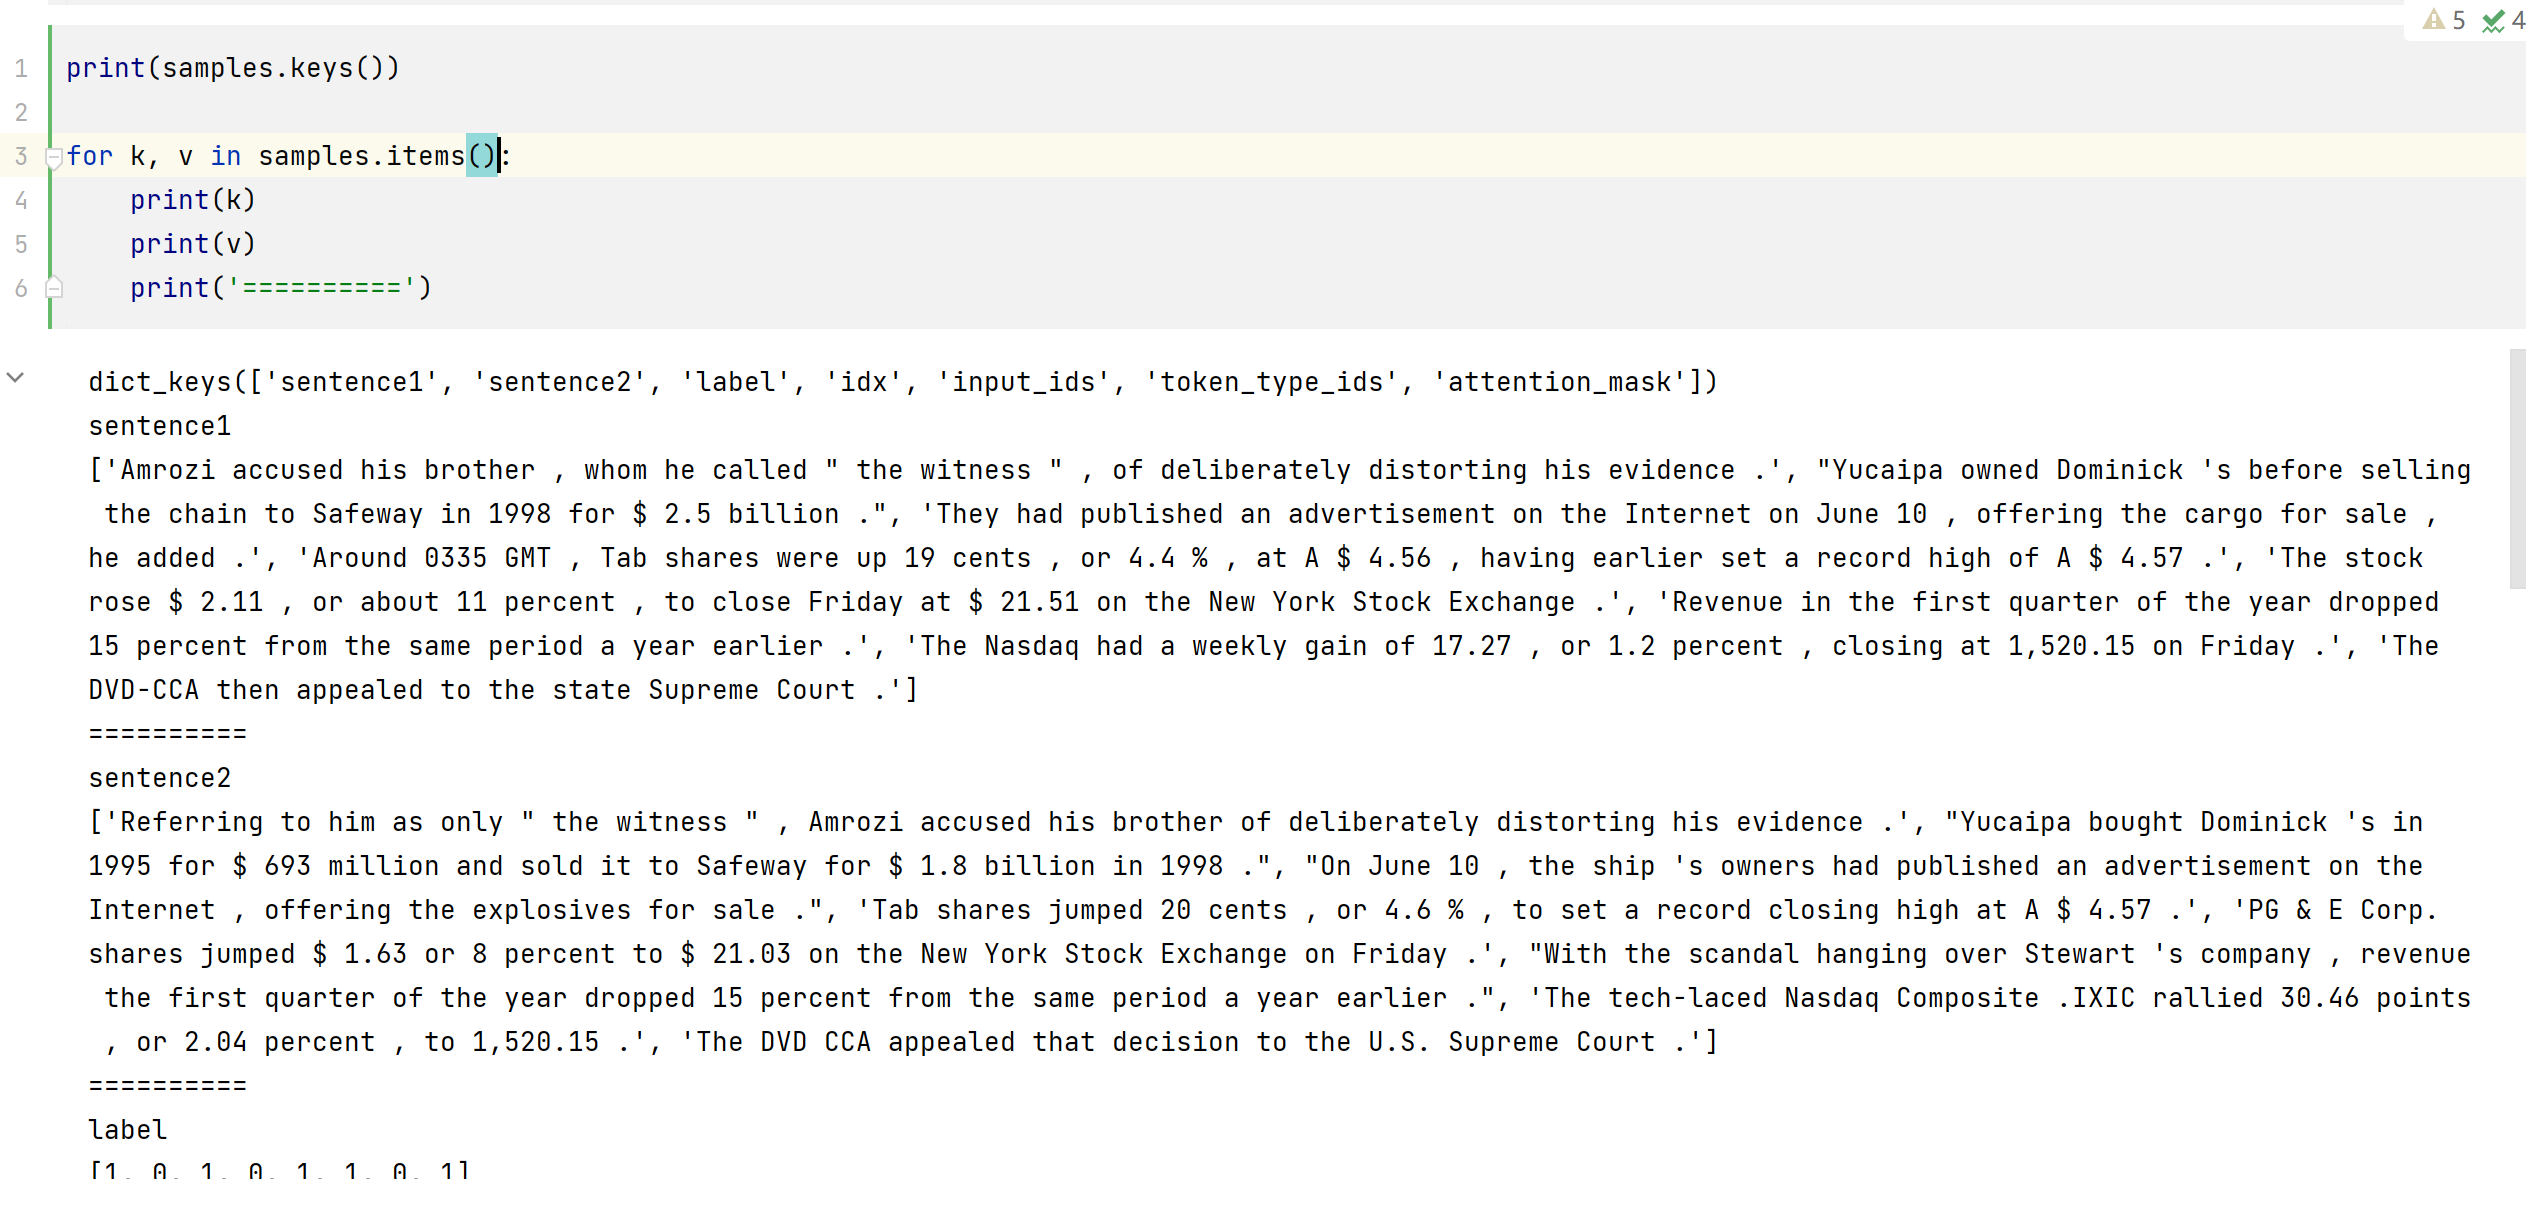 5 4
1 print(samples.keys())
2
3 for k, v in samples.items():
4     print(k)
5     print(v)
6     print('==========')
dict_keys(['sentence1', 'sentence2', 'label', 'idx', 'input_ids', 'token_type_ids', 'attention_mask'])
sentence1
['Amrozi accused his brother , whom he called " the witness " , of deliberately distorting his evidence .', "Yucaipa owned Dominick 's before selling
 the chain to Safeway in 1998 for $ 2.5 billion .", 'They had published an advertisement on the Internet on June 10 , offering the cargo for sale ,
he added .', 'Around 0335 GMT , Tab shares were up 19 cents , or 4.4 % , at A $ 4.56 , having earlier set a record high of A $ 4.57 .', 'The stock
rose $ 2.11 , or about 11 percent , to close Friday at $ 21.51 on the New York Stock Exchange .', 'Revenue in the first quarter of the year dropped
15 percent from the same period a year earlier .', 'The Nasdaq had a weekly gain of 17.27 , or 1.2 percent , closing at 1,520.15 on Friday .', 'The
DVD-CCA then appealed to the state Supreme Court .']
==========
sentence2
['Referring to him as only " the witness " , Amrozi accused his brother of deliberately distorting his evidence .', "Yucaipa bought Dominick 's in
1995 for $ 693 million and sold it to Safeway for $ 1.8 billion in 1998 .", "On June 10 , the ship 's owners had published an advertisement on the
Internet , offering the explosives for sale .", 'Tab shares jumped 20 cents , or 4.6 % , to set a record closing high at A $ 4.57 .', 'PG & E Corp.
shares jumped $ 1.63 or 8 percent to $ 21.03 on the New York Stock Exchange on Friday .', "With the scandal hanging over Stewart 's company , revenue
 the first quarter of the year dropped 15 percent from the same period a year earlier .", 'The tech-laced Nasdaq Composite .IXIC rallied 30.46 points
 , or 2.04 percent , to 1,520.15 .', 'The DVD CCA appealed that decision to the U.S. Supreme Court .']
==========
label
[1, 0, 1, 0, 1, 1, 0, 1]